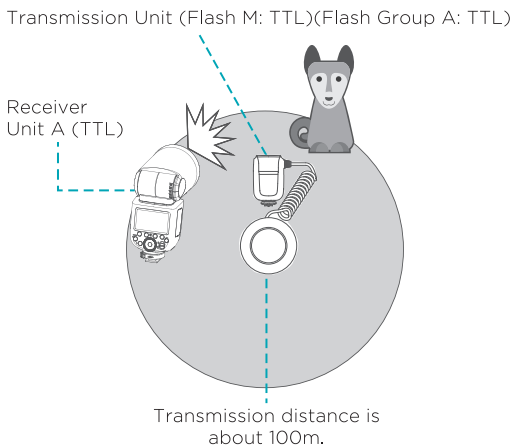 Transmission Unit (Flash M: TTL)(Flash Group A: TTL)
Receiver
Unit A (TTL)
Transmission distance is
about 100m.